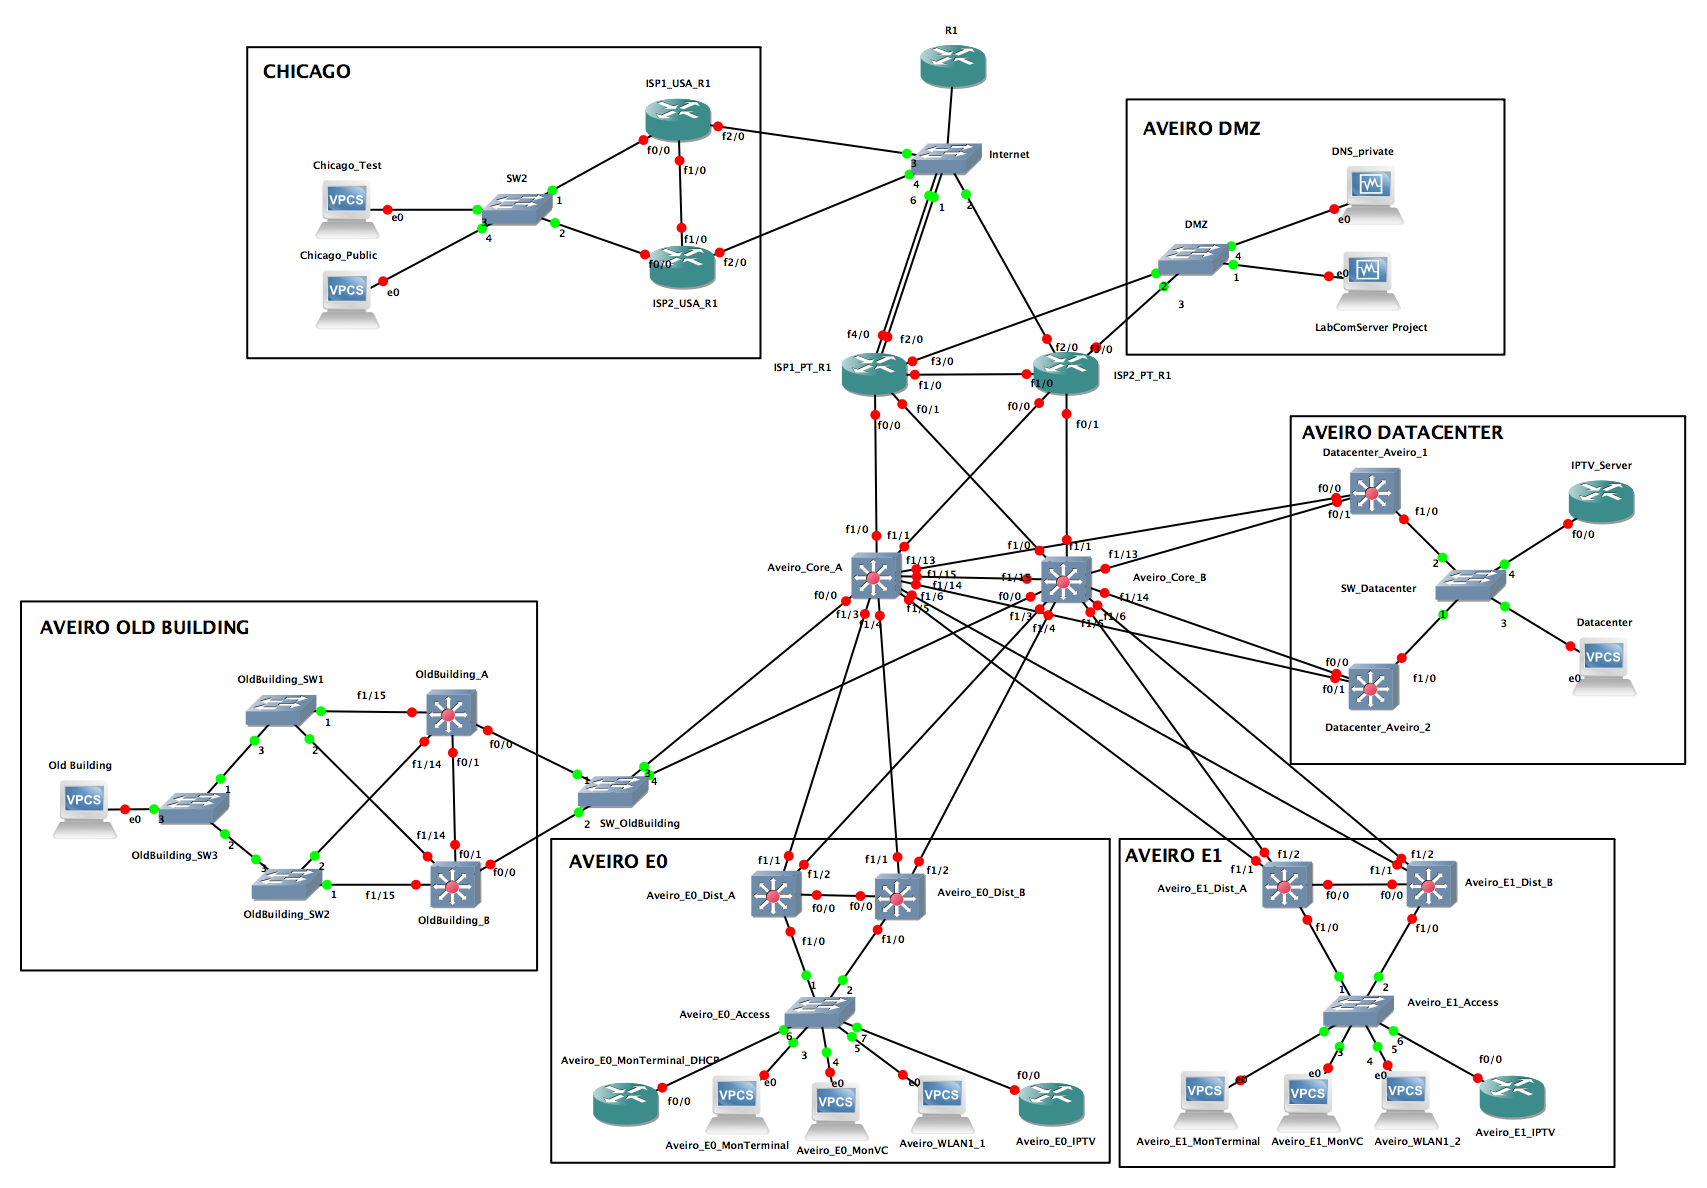 R1
CHICAGO
ISP1_USA_R1
f2/0
f0/0
f1/0
Internet
3
4
6
1
2
Chicago_Test
VPCS
e0
SW2
3
1
4
2
Chicago_Public
VPCS
e0
f1/0
f0/0
f2/0
ISP2_USA_R1
AVEIRO DMZ
DNS_private
e0
DMZ
4
1
2
3
e0
LabComServer Project
f4/0
f2/0
f3/0
ISP1_PT_R1
f1/0
f0/0
f0/1
f2/0
f3/0
f1/0
ISP2_PT_R1
f0/0
f0/1
AVEIRO DATACENTER
Datacenter_Aveiro_1
f0/0
f0/1
f1/0
IPTV_Server
f0/0
2
4
SW_Datacenter
1
3
Datacenter
VPCS
e0
f0/0
f0/1
f1/0
Datacenter_Aveiro_2
f1/0
f1/1
Aveiro_Core_A
f1/13
f1/15
f1/14
f1/6
f1/5
f0/0
f1/3
f1/4
f1/0
f1/1
f1/13
f1/15
Aveiro_Core_B
f0/0
f1/14
f1/3
f1/4
f1/5
f1/6
AVEIRO OLD BUILDING
OldBuilding_SW1
1
3
2
f1/15
OldBuilding_A
f0/0
f1/14
f0/1
Old Building
VPCS
e0
3
1
2
OldBuilding_SW3
f1/14
f0/1
f0/0
3
2
1
OldBuilding_SW2
f1/15
OldBuilding_B
1
3
4
2
SW_OldBuilding
AVEIRO E0
f1/1
f1/2
Aveiro_E0_Dist_A
f0/0
f1/0
f1/1
f1/2
Aveiro_E0_Dist_B
f0/0
f1/0
1
2
Aveiro_E0_Access
6
3
4
5
7
Aveiro_E0_MonTerminal_DHCP
f0/0
VPCS
e0
Aveiro_E0_MonTerminal
VPCS
e0
Aveiro_E0_MonVC
VPCS
e0
Aveiro_WLAN1_1
f0/0
Aveiro_E0_IPTV
AVEIRO E1
f1/2
f1/1
Aveiro_E1_Dist_A
f0/0
f1/0
f1/2
f1/1
Aveiro_E1_Dist_B
f0/0
f1/0
1
2
Aveiro_E1_Access
3
4
5
6
VPCS
e0
Aveiro_E1_MonTerminal
VPCS
e0
Aveiro_E1_MonVC
VPCS
e0
Aveiro_WLAN1_2
f0/0
Aveiro_E1_IPTV